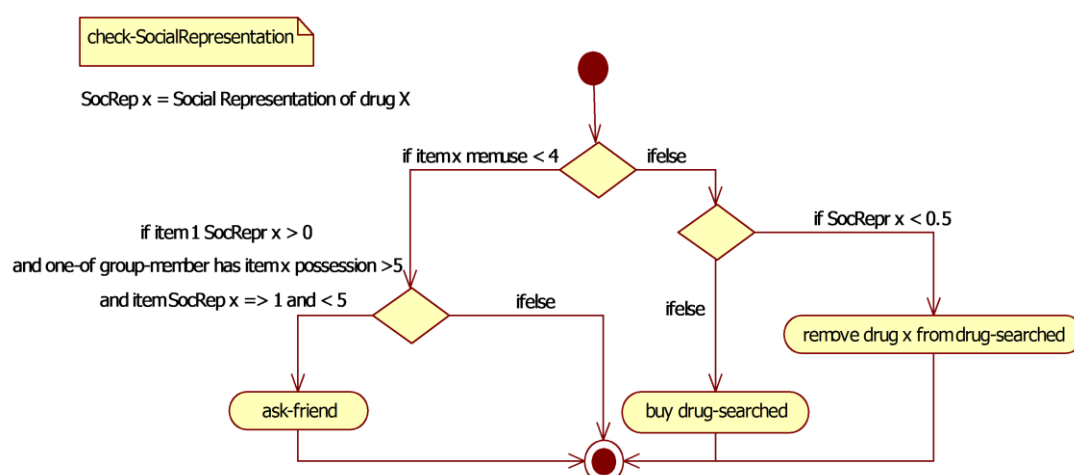 check-SocialRepresentation
SocRep x = Social Representation of drug X
if item x memuse < 4
ifelse
if SocRepr x < 0.5
if item 1 SocRepr x > 0
and one-of group-member has item x possession >5
and item SocRep x => 1 and < 5
ifelse
ifelse
remove drug x from drug-searched
ask-friend
buy drug-searched